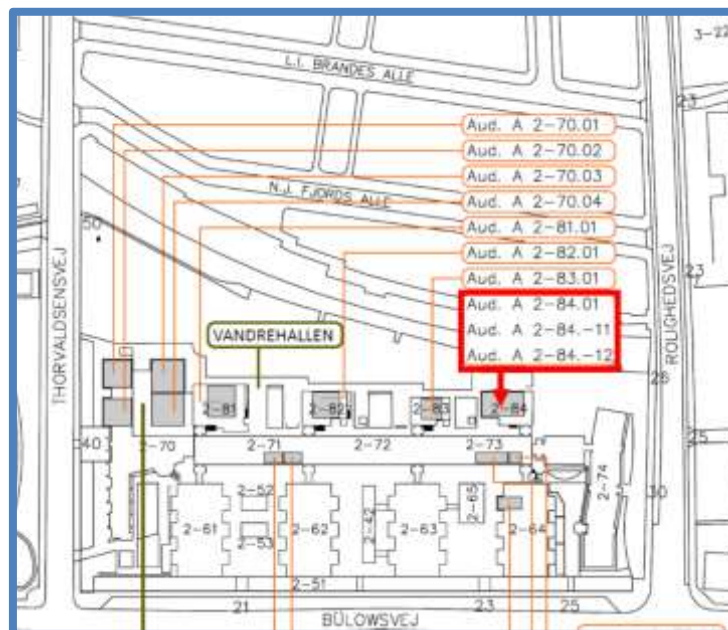 3-22
L.I. BRANDES ALLE
23
Aud. A 2-70.01
Aud. A 2-70.02
Aud. A 2-70.03
N.J. FJORDS ALLE
Aud. A 2-70.04
50
Aud. A 2-81.01
Aud. A 2-82.01
Aud. A 2-83.01
23
THORVALDSENSVEJ
ROLIGHEDSVEJ
Aud. A 2-84.01
Aud. A 2-84.-11
Aud. A 2-84.-12
VANDREHALLEN
26
2-81
2-82
2-83
2-84
40
2-70
2-71
2-72
2-73
25
2-74
2-52
2-65
30
2-61
2-62
2-42
2-63
2-64
2-53
2-51
21
23
25
BÜLOWSVEJ